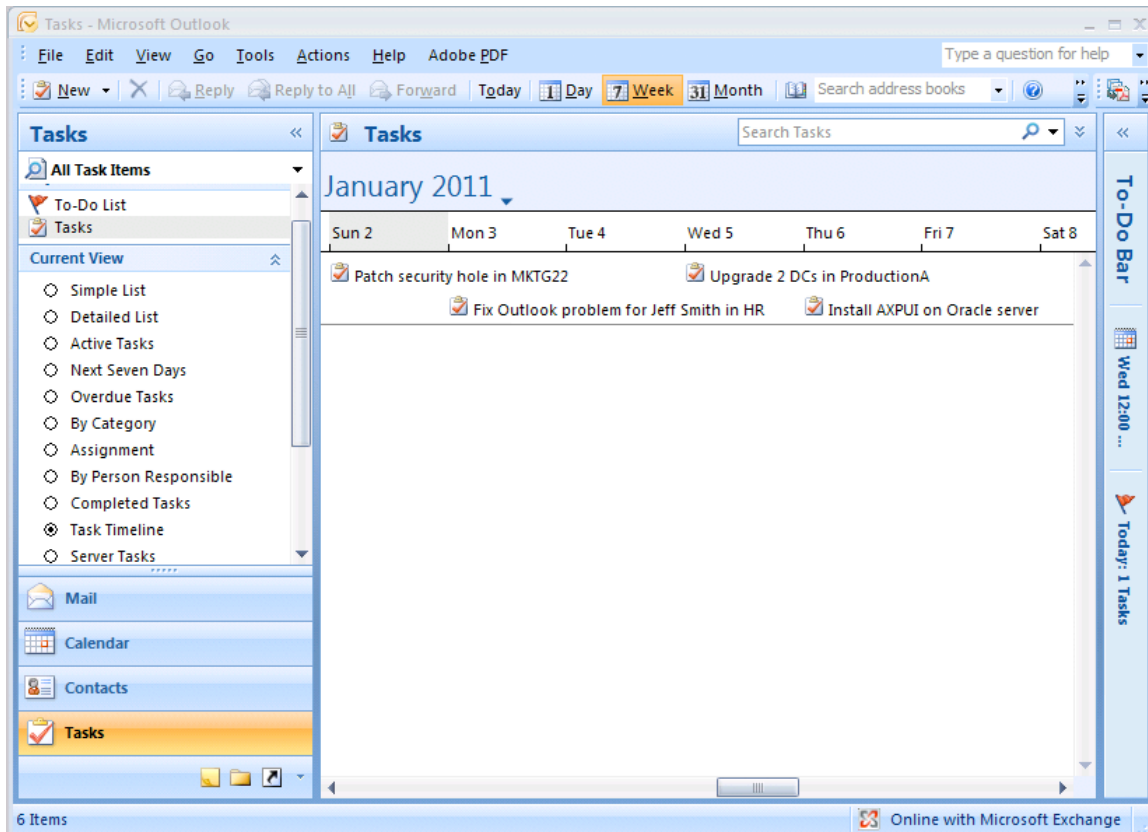 Tasks - Microsoft Outlook
File Edit View Go Tools Actions Help Adobe PDF Type a question for help
New Reply Reply to All Forward Today 1 Day 7 Week 31 Month Search address books
Tasks
All Task Items
To-Do List
Tasks
Current View
Simple List
Detailed List
Active Tasks
Next Seven Days
Overdue Tasks
By Category
Assignment
By Person Responsible
Completed Tasks
Task Timeline
Server Tasks
Mail
Calendar
Contacts
Tasks
Tasks Search Tasks
January 2011
Sun 2 Mon 3 Tue 4 Wed 5 Thu 6 Fri 7 Sat 8
Patch security hole in MKTG22 Upgrade 2 DCs in ProductionA
Fix Outlook problem for Jeff Smith in HR Install AXPUI on Oracle server
To-Do Bar
Wed 12:00 ...
Today: 1 Tasks
6 Items Online with Microsoft Exchange